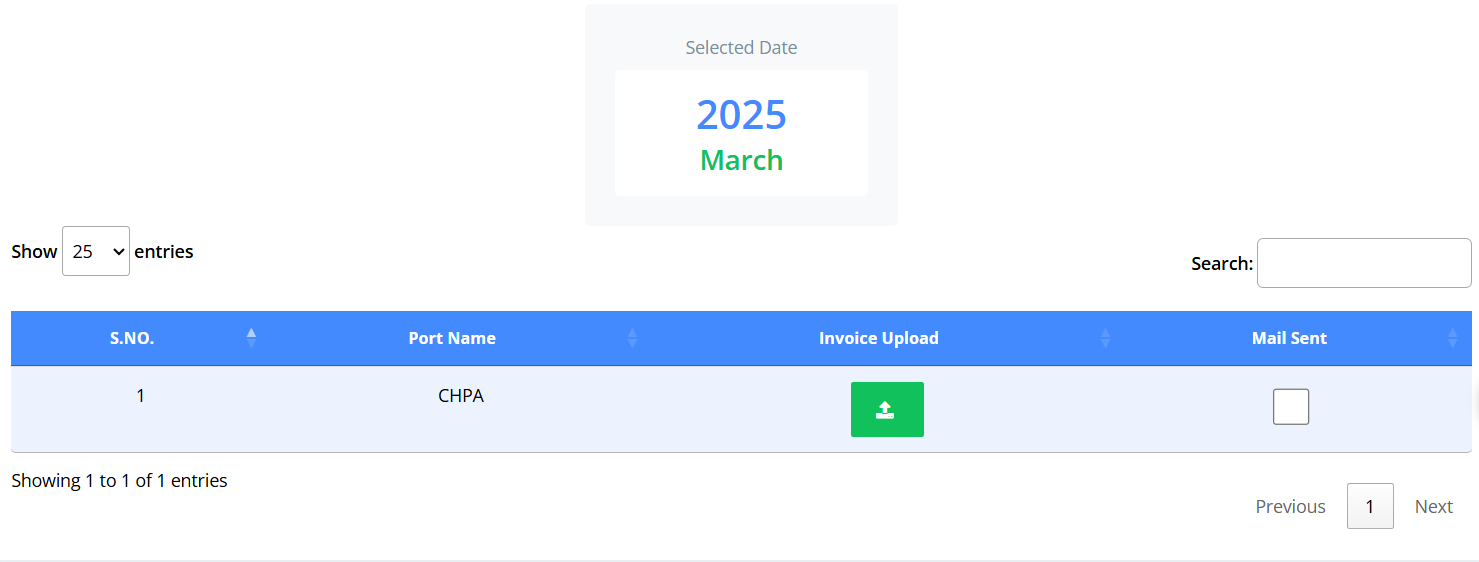 Selected Date
2025
March
Show 25 entries
Search:
S.NO. Port Name Invoice Upload Mail Sent
1 CHPA
Showing 1 to 1 of 1 entries
Previous 1 Next